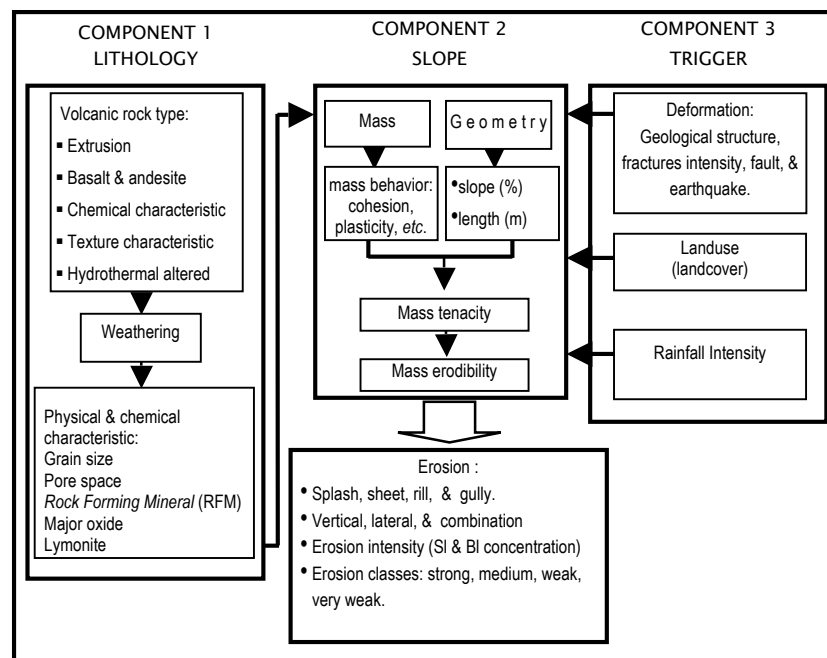 COMPONENT 1
LITHOLOGY
Volcanic rock type:
▪ Extrusion
▪ Basalt & andesite
▪ Chemical characteristic
▪ Texture characteristic
▪ Hydrothermal altered
Weathering
Physical & chemical
characteristic:
Grain size
Pore space
Rock Forming Mineral (RFM)
Major oxide
Lymonite
COMPONENT 2
SLOPE
Mass
Geometry
mass behavior:
cohesion,
plasticity, etc.
•slope (%)
•length (m)
Mass tenacity
Mass erodibility
Erosion :
• Splash, sheet, rill, & gully.
• Vertical, lateral, & combination
• Erosion intensity (Sl & Bl concentration)
• Erosion classes: strong, medium, weak,
very weak.
COMPONENT 3
TRIGGER
Deformation:
Geological structure,
fractures intensity, fault, &
earthquake.
Landuse
(landcover)
Rainfall Intensity